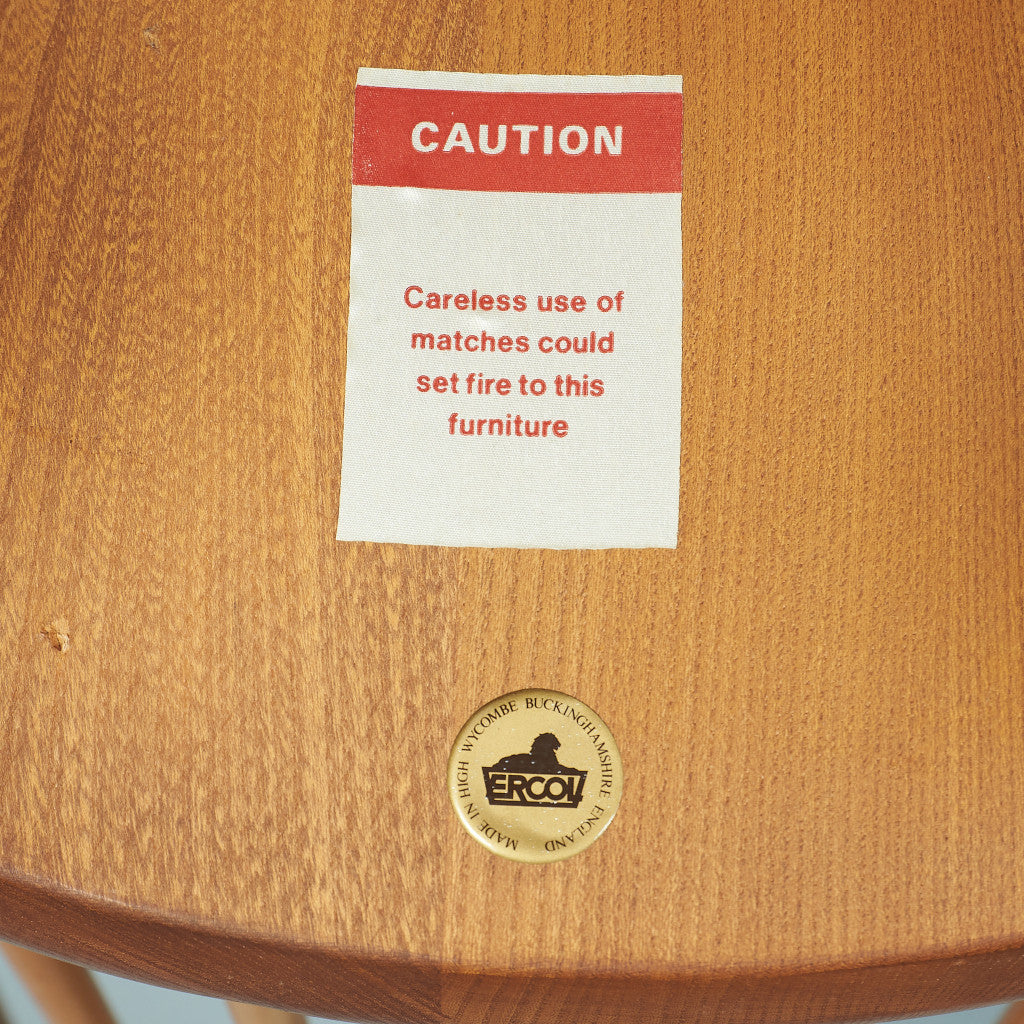 CAUTION
Careless use of
matches could
set fire to this
furniture
MADE IN HIGH WYCOMBE BUCKINGHAMSHIRE ENGLAND
ERCOL